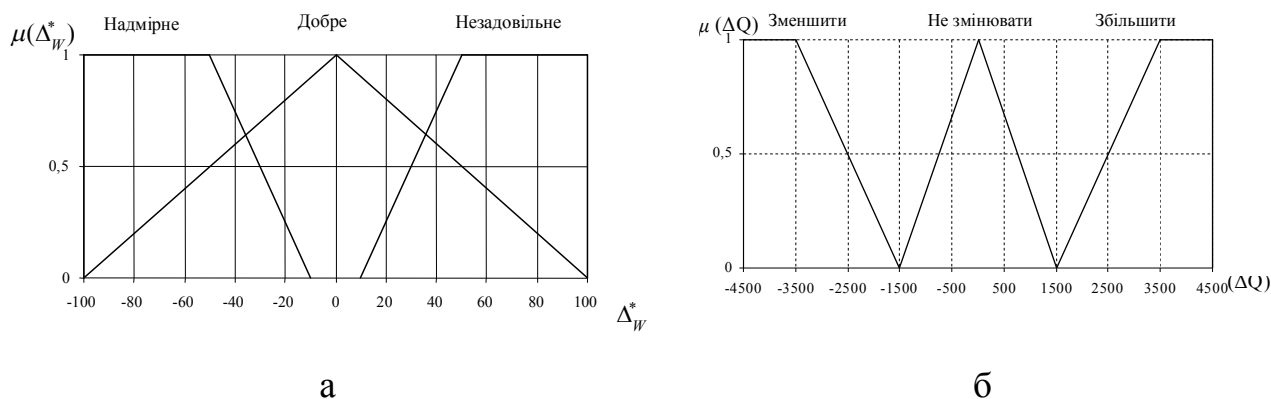 Надмірне Добре Незадовільне
μ(Δ*W)
1
0,5
0
-100 -80 -60 -40 -20 0 20 40 60 80 100
Δ*W
а
Зменшити Не змінювати Збільшити
μ (ΔQ)
1
0,5
0
-4500 -3500 -2500 -1500 -500 500 1500 2500 3500 4500 (ΔQ)
б